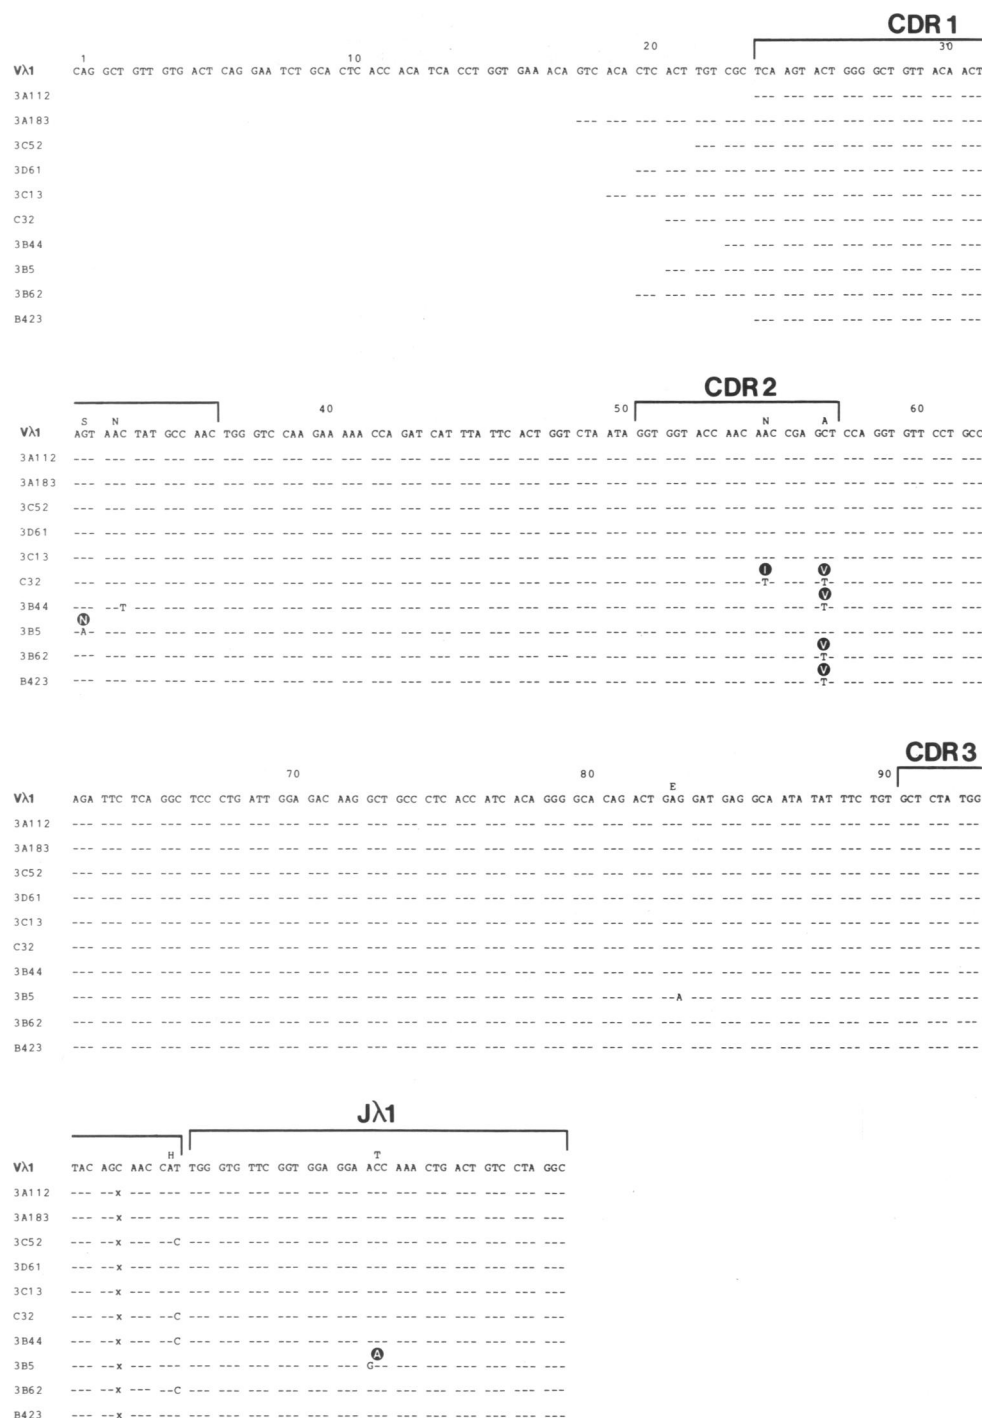 CDR 1
1 10 20 30
Vλ1 CAG GCT GTT GTG ACT CAG GAA TCT GCA CTC ACC ACA TCA CCT GGT GAA ACA GTC ACA CTC ACT TGT CGC TCA AGT ACT GGG GCT GTT ACA ACT
3A112 --- --- --- --- --- --- --- ---
3A183 --- --- --- --- --- --- --- --- --- --- --- --- --- ---
3C52 --- --- --- --- --- --- --- --- --- ---
3D61 --- --- --- --- --- --- --- --- --- --- --- ---
3C13 --- --- --- --- --- --- --- --- --- --- --- --- ---
C32 --- --- --- --- --- --- --- --- --- --- ---
3B44 --- --- --- --- --- --- --- --- ---
3B5 --- --- --- --- --- --- --- --- --- --- ---
3B62 --- --- --- --- --- --- --- --- --- --- --- ---
B423 --- --- --- --- --- --- --- ---
CDR 2
40 50 60
S N N A
Vλ1 AGT AAC TAT GCC AAC TGG GTC CAA GAA AAA CCA GAT CAT TTA TTC ACT GGT CTA ATA GGT GGT ACC AAC AAC CGA GCT CCA GGT GTT CCT GCC
3A112 --- --- --- --- --- --- --- --- --- --- --- --- --- --- --- --- --- --- --- --- --- --- --- --- --- --- --- --- --- --- ---
3A183 --- --- --- --- --- --- --- --- --- --- --- --- --- --- --- --- --- --- --- --- --- --- --- --- --- --- --- --- --- --- ---
3C52 --- --- --- --- --- --- --- --- --- --- --- --- --- --- --- --- --- --- --- --- --- --- --- --- --- --- --- --- --- --- ---
3D61 --- --- --- --- --- --- --- --- --- --- --- --- --- --- --- --- --- --- --- --- --- --- --- --- --- --- --- --- --- --- ---
3C13 --- --- --- --- --- --- --- --- --- --- --- --- --- --- --- --- --- --- --- --- --- --- --- --- --- --- --- --- --- --- ---
I V
C32 --- --- --- --- --- --- --- --- --- --- --- --- --- --- --- --- --- --- --- --- --- --- --- -T- --- -T- --- --- --- --- ---
V
3B44 --- --T --- --- --- --- --- --- --- --- --- --- --- --- --- --- --- --- --- --- --- --- --- --- --- -T- --- --- --- --- ---
N
3B5 -A- --- --- --- --- --- --- --- --- --- --- --- --- --- --- --- --- --- --- --- --- --- --- --- --- --- --- --- --- --- ---
V
3B62 --- --- --- --- --- --- --- --- --- --- --- --- --- --- --- --- --- --- --- --- --- --- --- --- --- -T- --- --- --- --- ---
V
B423 --- --- --- --- --- --- --- --- --- --- --- --- --- --- --- --- --- --- --- --- --- --- --- --- --- -T- --- --- --- --- ---
CDR 3
70 80 90
E
Vλ1 AGA TTC TCA GGC TCC CTG ATT GGA GAC AAG GCT GCC CTC ACC ATC ACA GGG GCA CAG ACT GAG GAT GAG GCA ATA TAT TTC TGT GCT CTA TGG
3A112 --- --- --- --- --- --- --- --- --- --- --- --- --- --- --- --- --- --- --- --- --- --- --- --- --- --- --- --- --- --- ---
3A183 --- --- --- --- --- --- --- --- --- --- --- --- --- --- --- --- --- --- --- --- --- --- --- --- --- --- --- --- --- --- ---
3C52 --- --- --- --- --- --- --- --- --- --- --- --- --- --- --- --- --- --- --- --- --- --- --- --- --- --- --- --- --- --- ---
3D61 --- --- --- --- --- --- --- --- --- --- --- --- --- --- --- --- --- --- --- --- --- --- --- --- --- --- --- --- --- --- ---
3C13 --- --- --- --- --- --- --- --- --- --- --- --- --- --- --- --- --- --- --- --- --- --- --- --- --- --- --- --- --- --- ---
C32 --- --- --- --- --- --- --- --- --- --- --- --- --- --- --- --- --- --- --- --- --- --- --- --- --- --- --- --- --- --- ---
3B44 --- --- --- --- --- --- --- --- --- --- --- --- --- --- --- --- --- --- --- --- --- --- --- --- --- --- --- --- --- --- ---
3B5 --- --- --- --- --- --- --- --- --- --- --- --- --- --- --- --- --- --- --- --- --A --- --- --- --- --- --- --- --- --- ---
3B62 --- --- --- --- --- --- --- --- --- --- --- --- --- --- --- --- --- --- --- --- --- --- --- --- --- --- --- --- --- --- ---
B423 --- --- --- --- --- --- --- --- --- --- --- --- --- --- --- --- --- --- --- --- --- --- --- --- --- --- --- --- --- --- ---
Jλ1
H T
Vλ1 TAC AGC AAC CAT TGG GTG TTC GGT GGA GGA ACC AAA CTG ACT GTC CTA GGC
3A112 --- --x --- --- --- --- --- --- --- --- --- --- --- --- --- --- ---
3A183 --- --x --- --- --- --- --- --- --- --- --- --- --- --- --- --- ---
3C52 --- --x --- --C --- --- --- --- --- --- --- --- --- --- --- --- ---
3D61 --- --x --- --- --- --- --- --- --- --- --- --- --- --- --- --- ---
3C13 --- --x --- --- --- --- --- --- --- --- --- --- --- --- --- --- ---
C32 --- --x --- --C --- --- --- --- --- --- --- --- --- --- --- --- ---
3B44 --- --x --- --C --- --- --- --- --- --- --- --- --- --- --- --- ---
A
3B5 --- --x --- --- --- --- --- --- --- --- G-- --- --- --- --- --- ---
3B62 --- --x --- --C --- --- --- --- --- --- --- --- --- --- --- --- ---
B423 --- --x --- --- --- --- --- --- --- --- --- --- --- --- --- --- ---